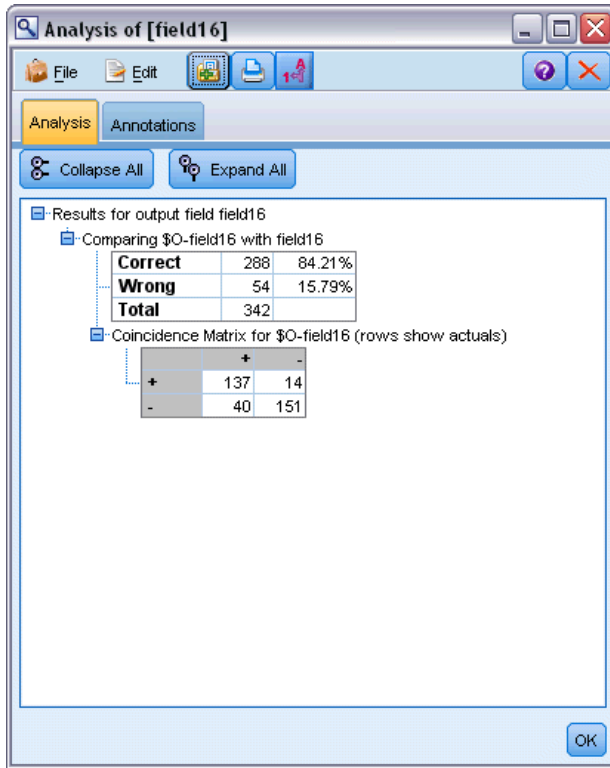 Analysis of [field16]
File Edit
Analysis Annotations
Collapse All Expand All
Results for output field field16
Comparing $O-field16 with field16
Correct 288 84.21%
Wrong 54 15.79%
Total 342
Coincidence Matrix for $O-field16 (rows show actuals)
+ -
+ 137 14
- 40 151
OK